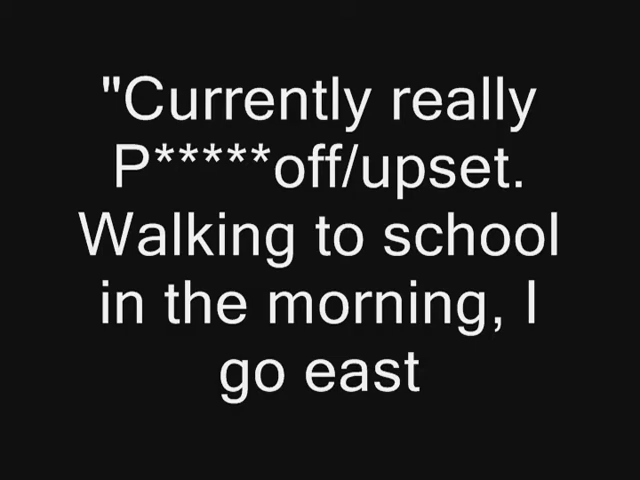 "Currently really
P*****off/upset.
Walking to school
in the morning, I
go east